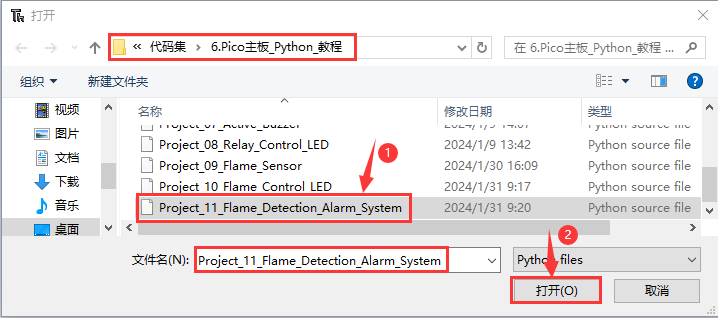 打开
« 代码集 › 6.Pico主板_Python_教程
在 6.Pico主板_Python_教程 ...
组织
新建文件夹
名称 修改日期 类型
视频
图片
文档
下载
音乐
桌面
Project_07_Active_Buzzer 2024/1/9 14:07 Python source file
Project_08_Relay_Control_LED 2024/1/9 13:42 Python source file
Project_09_Flame_Sensor 2024/1/30 16:09 Python source file
Project_10_Flame_Control_LED 2024/1/31 9:17 Python source file
Project_11_Flame_Detection_Alarm_System 2024/1/31 9:20 Python source file
1
2
文件名(N): Project_11_Flame_Detection_Alarm_System Python files
打开(O) 取消